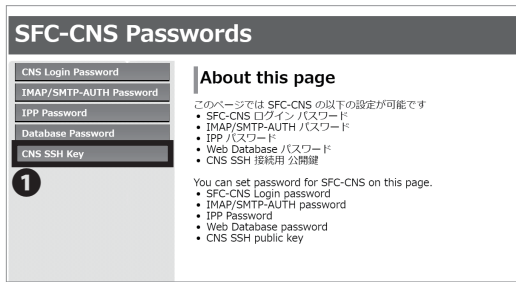 SFC-CNS Passwords
CNS Login Password
IMAP/SMTP-AUTH Password
IPP Password
Database Password
CNS SSH Key
1
About this page
このページでは SFC-CNS の以下の設定が可能です
• SFC-CNS ログイン パスワード
• IMAP/SMTP-AUTH パスワード
• IPP パスワード
• Web Database パスワード
• CNS SSH 接続用 公開鍵
You can set password for SFC-CNS on this page.
• SFC-CNS Login password
• IMAP/SMTP-AUTH password
• IPP Password
• Web Database password
• CNS SSH public key